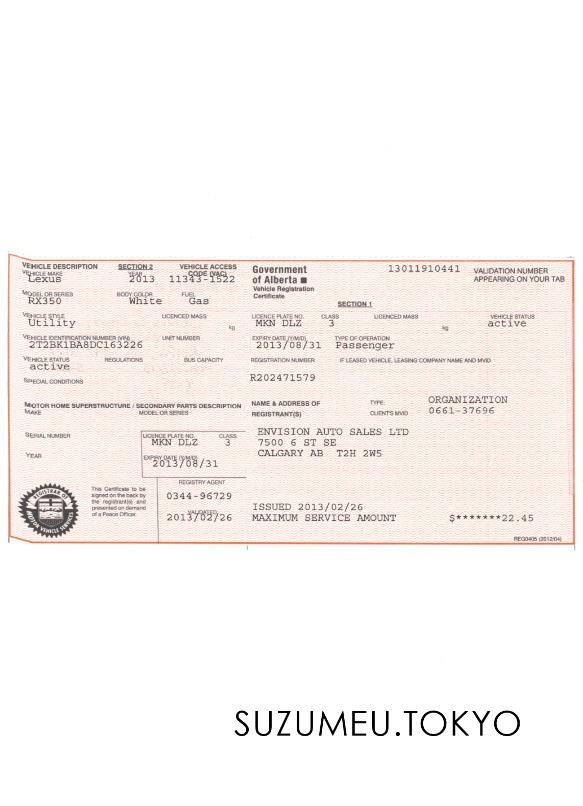 VEHICLE DESCRIPTION SECTION 2 VEHICLE ACCESS CODE (VAC)
VEHICLE MAKE YEAR
Lexus 2013 11343-1522
MODEL OR SERIES BODY COLOR FUEL
RX350 White Gas
VEHICLE STYLE LICENCED MASS
Utility kg
VEHICLE IDENTIFICATION NUMBER (VIN) UNIT NUMBER
2T2BK1BA8DC163226
VEHICLE STATUS REGULATIONS BUS CAPACITY
active
SPECIAL CONDITIONS
MOTOR HOME SUPERSTRUCTURE / SECONDARY PARTS DESCRIPTION
MAKE MODEL OR SERIES
SERIAL NUMBER
YEAR
LICENCE PLATE NO. CLASS
MKN DLZ 3
EXPIRY DATE (Y/M/D)
2013/08/31
REGISTRAR OF MOTOR VEHICLE SERVICES
This Certificate to be
signed on the back by
the registrant(s) and
presented on demand
of a Peace Officer.
REGISTRY AGENT
0344-96729
VALIDATED
2013/02/26
Government
of Alberta
Vehicle Registration
Certificate
13011910441 VALIDATION NUMBER
APPEARING ON YOUR TAB
SECTION 1
LICENCE PLATE NO. CLASS LICENCED MASS VEHICLE STATUS
MKN DLZ 3 kg active
EXPIRY DATE (Y/M/D) TYPE OF OPERATION
2013/08/31 Passenger
REGISTRATION NUMBER IF LEASED VEHICLE, LEASING COMPANY NAME AND MVID
R202471579
NAME & ADDRESS OF TYPE: ORGANIZATION
REGISTRANT(S) CLIENT'S MVID 0661-37696
ENVISION AUTO SALES LTD
7500 6 ST SE
CALGARY AB T2H 2W5
ISSUED 2013/02/26
MAXIMUM SERVICE AMOUNT $*******22.45
REG0405 (2012/04)
SUZUMEU.TOKYO